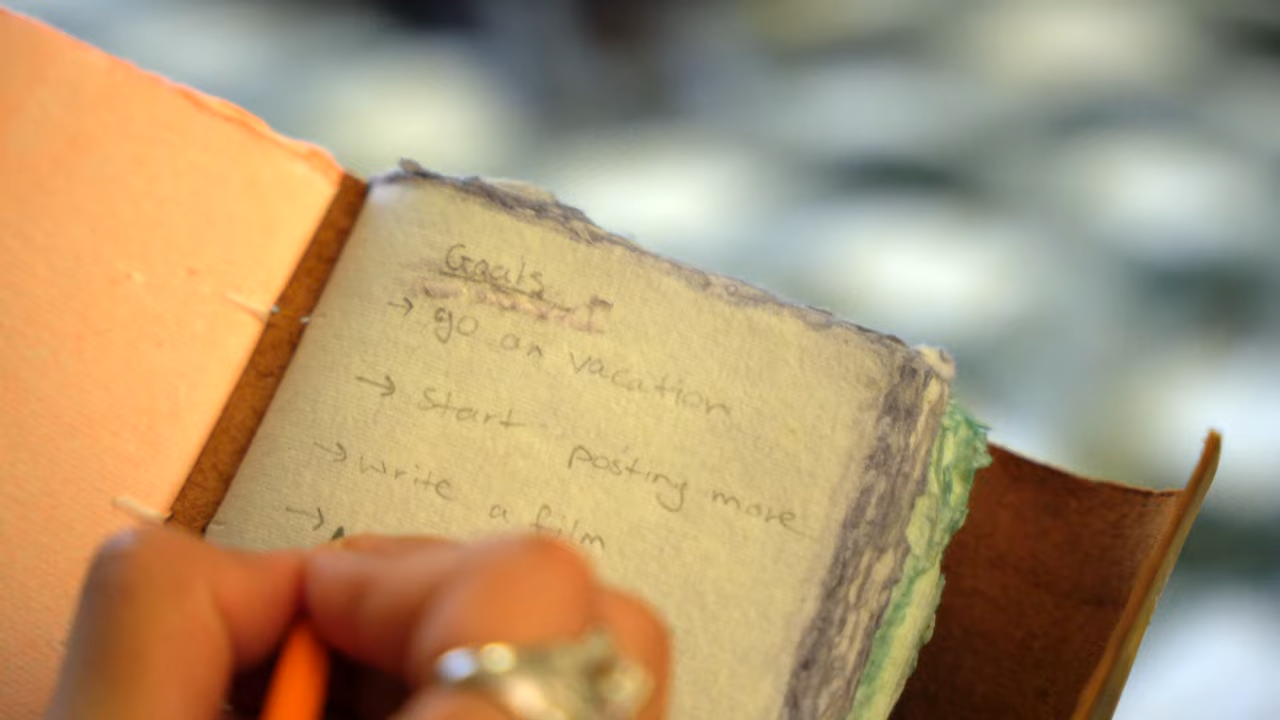 Goals
→ go on vacation
→ start posting more
→ write a film
→